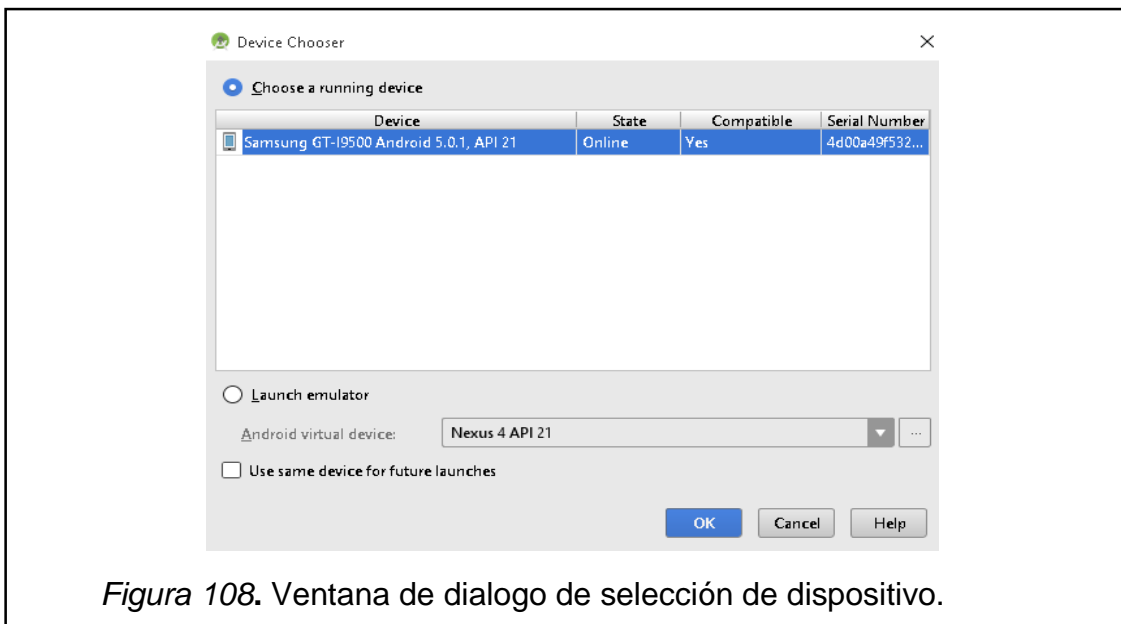 Device Chooser
Choose a running device
Device State Compatible Serial Number
Samsung GT-I9500 Android 5.0.1, API 21 Online Yes 4d00a49f532...
Launch emulator
Android virtual device: Nexus 4 API 21 ...
Use same device for future launches
OK Cancel Help
Figura 108. Ventana de dialogo de selección de dispositivo.